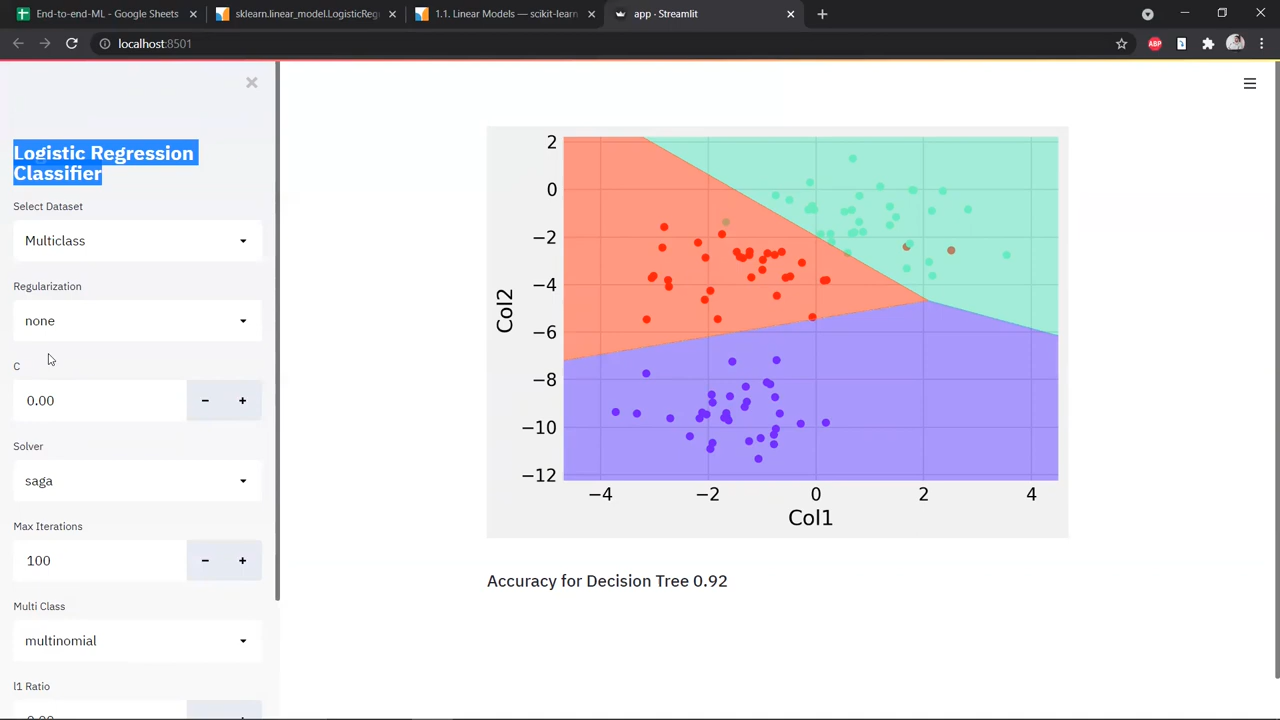 End-to-end-ML - Google Sheets
sklearn.linear_model.LogisticRegr
1.1. Linear Models — scikit-learn
app · Streamlit
localhost:8501
ABP
Logistic Regression
Classifier
Select Dataset
Multiclass
Regularization
none
C
0.00
Solver
saga
Max Iterations
100
Multi Class
multinomial
l1 Ratio
2
0
−2
−4
−6
−8
−10
−12
Col2
−4
−2
0
2
4
Col1
Accuracy for Decision Tree 0.92